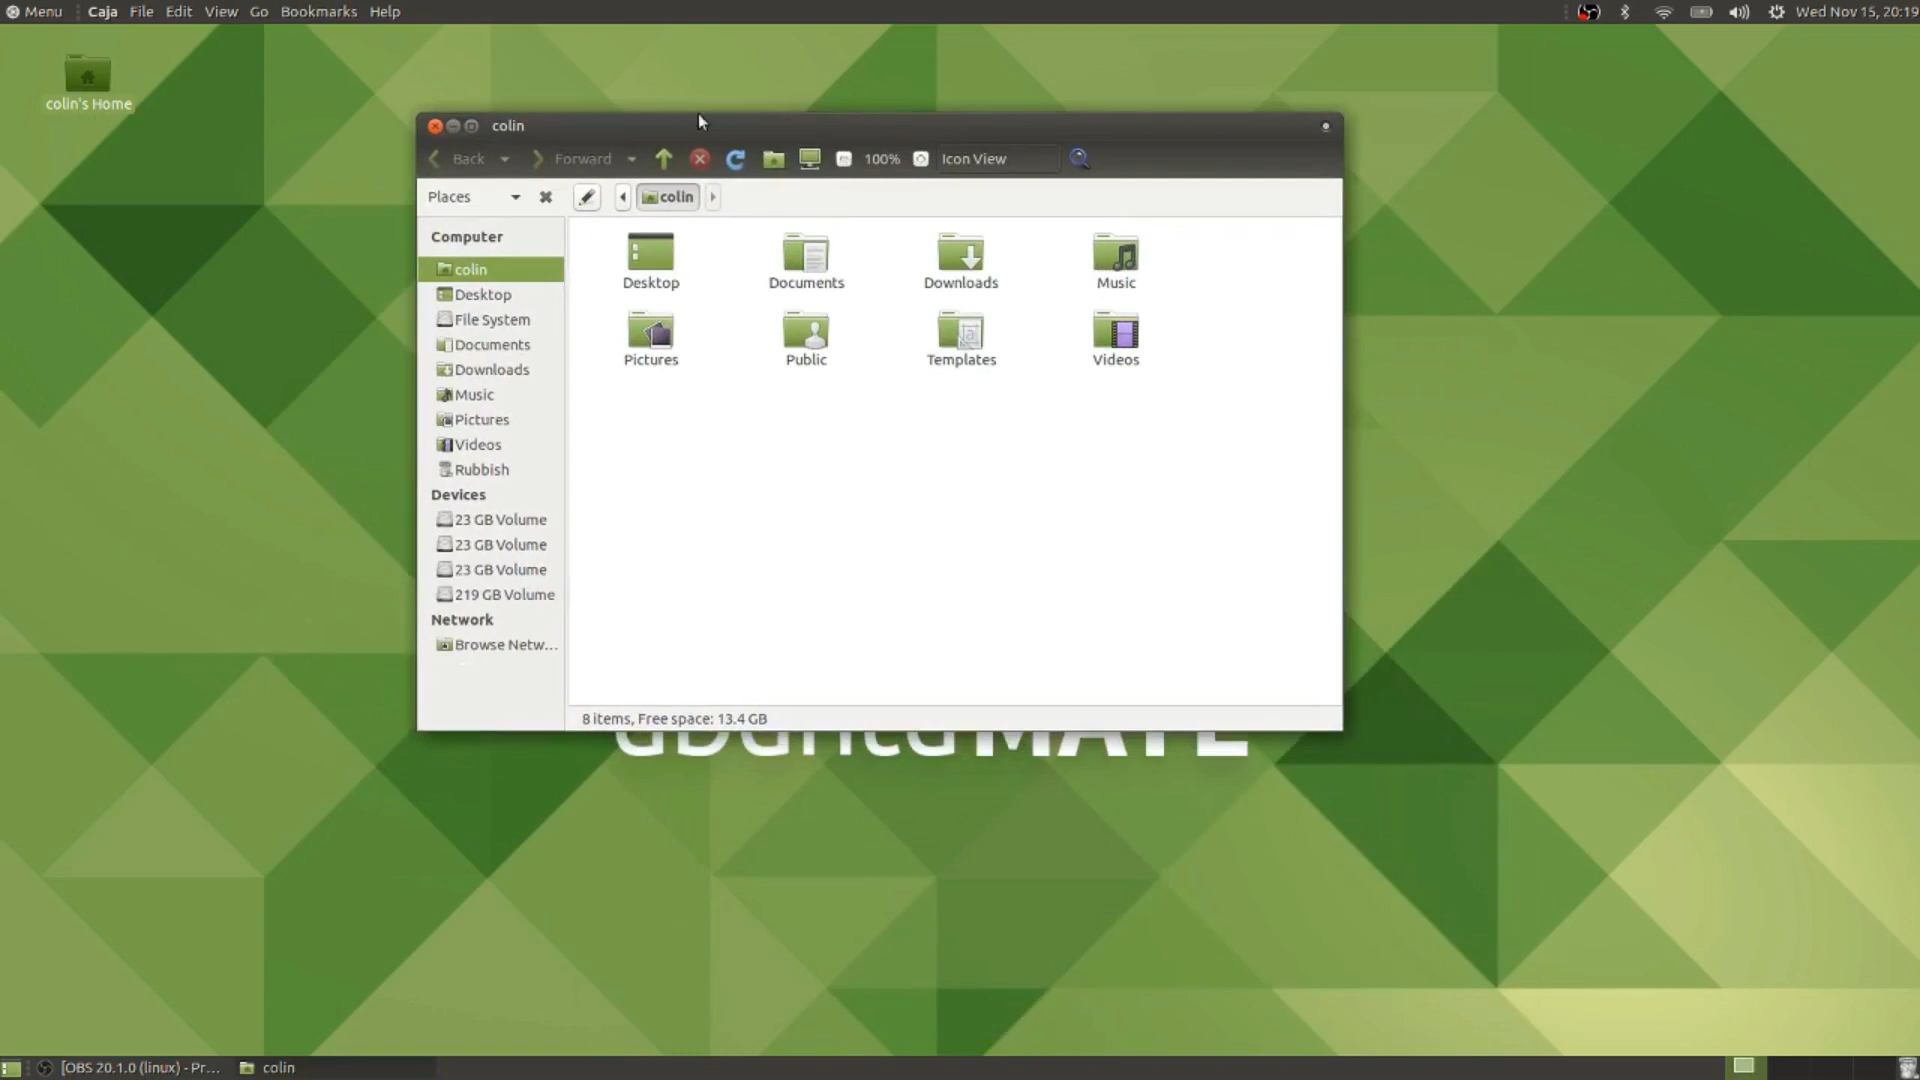 Menu Caja File Edit View Go Bookmarks Help Wed Nov 15, 20:19
colin's Home
colin
Back Forward 100% Icon View
Places colin
Computer
colin
Desktop
File System
Documents
Downloads
Music
Pictures
Videos
Rubbish
Devices
23 GB Volume
23 GB Volume
23 GB Volume
219 GB Volume
Network
Browse Netw...
Desktop Documents Downloads Music
Pictures Public Templates Videos
8 items, Free space: 13.4 GB
MATE
[OBS 20.1.0 (linux) - Pr... colin